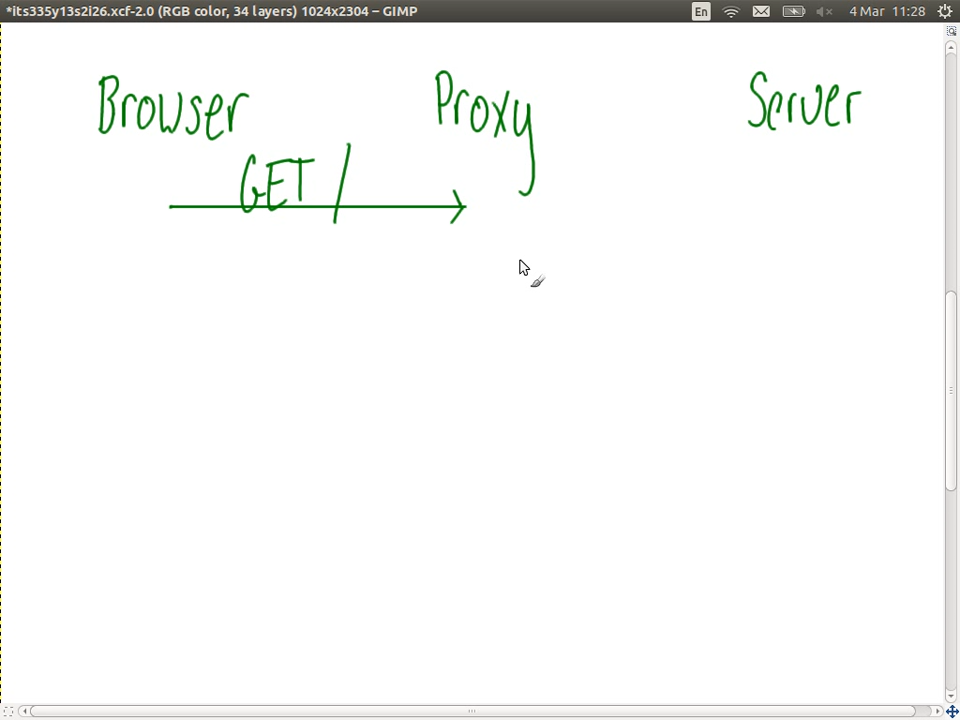 *its335y13s2i26.xcf-2.0 (RGB color, 34 layers) 1024x2304 – GIMP En 4 Mar 11:28
Browser Proxy Server
GET /